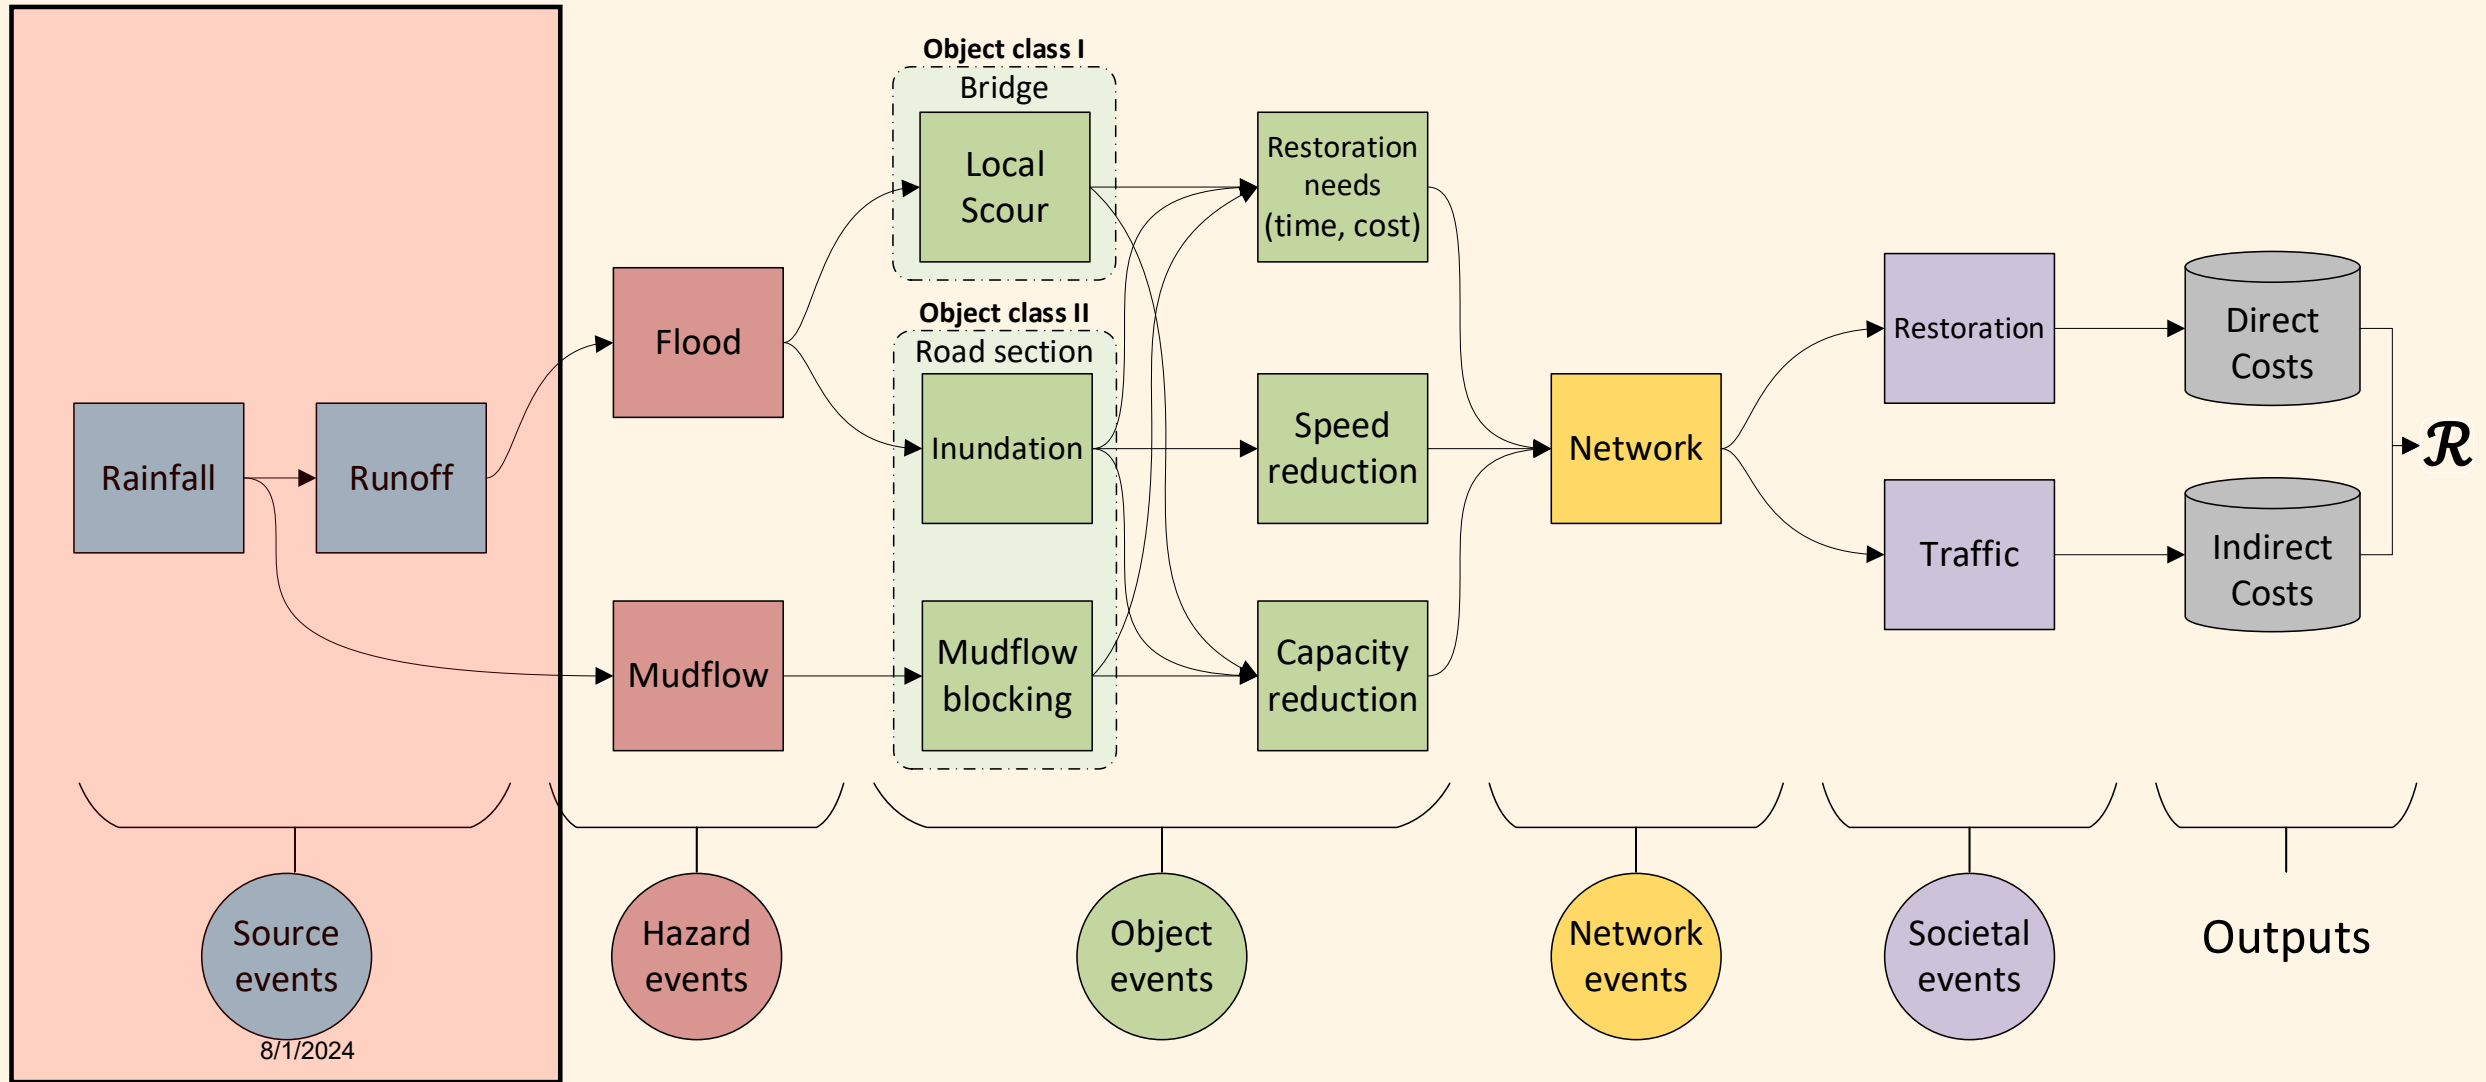 Object class I
Bridge
Local
Scour
Restoration
needs
(time, cost)
Flood
Object class II
Road section
Inundation
Speed
reduction
Network
Restoration
Direct
Costs
ℛ
Rainfall
Runoff
Traffic
Indirect
Costs
Mudflow
Mudflow
blocking
Capacity
reduction
Source
events
Hazard
events
Object
events
Network
events
Societal
events
Outputs
8/1/2024